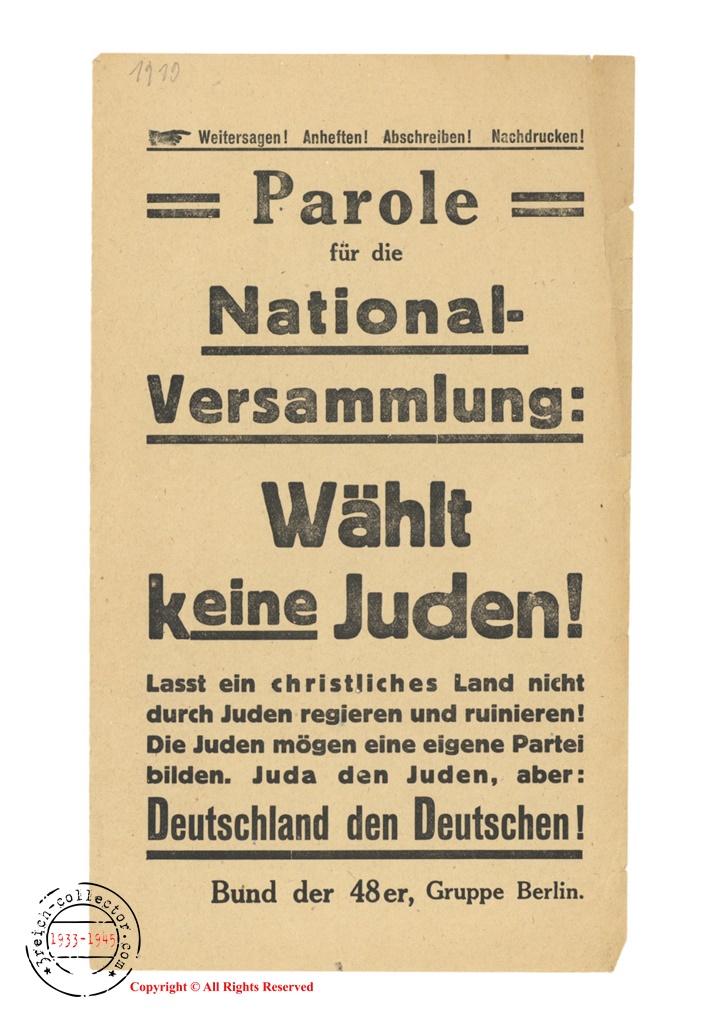 1919
Weitersagen! Anheften! Abschreiben! Nachdrucken!
Parole
für die
National-
Versammlung:
Wählt
keine Juden!
Lasst ein christliches Land nicht
durch Juden regieren und ruinieren!
Die Juden mögen eine eigene Partei
bilden. Juda den Juden, aber:
Deutschland den Deutschen!
Bund der 48er, Gruppe Berlin.
3reich-collector.com
1933-1945
Copyright © All Rights Reserved